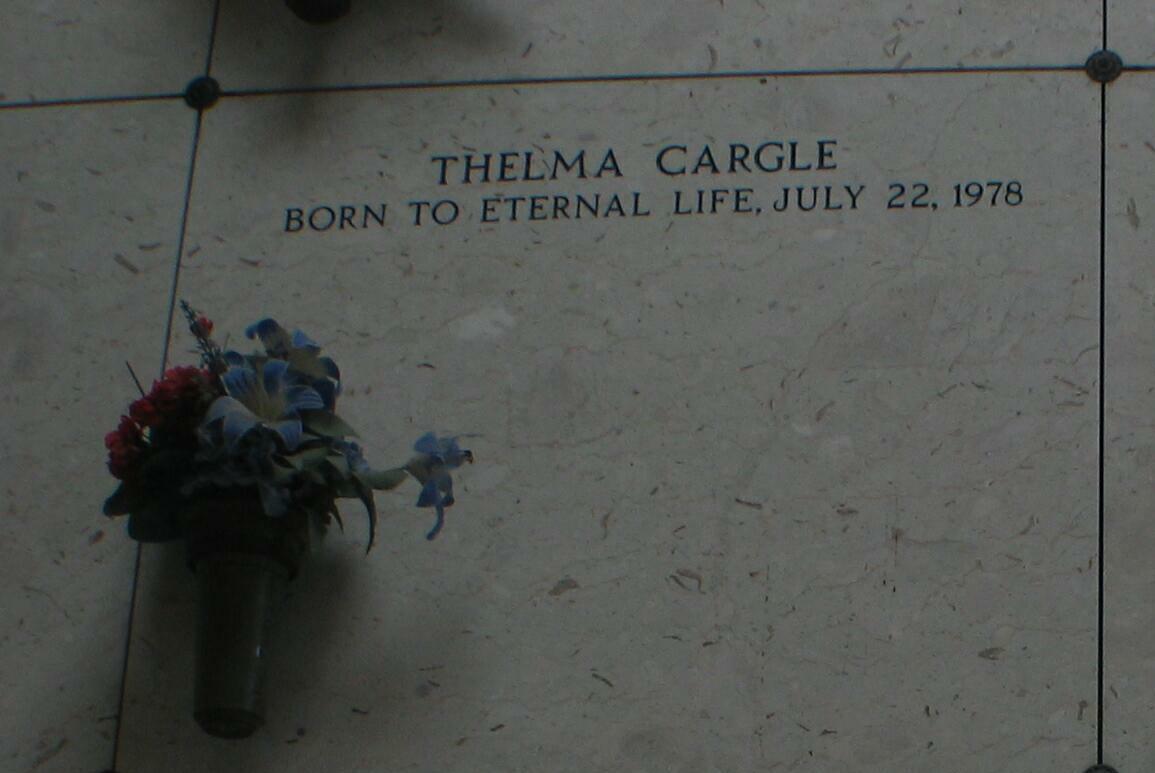 THELMA CARGLE
BORN TO ETERNAL LIFE, JULY 22, 1978